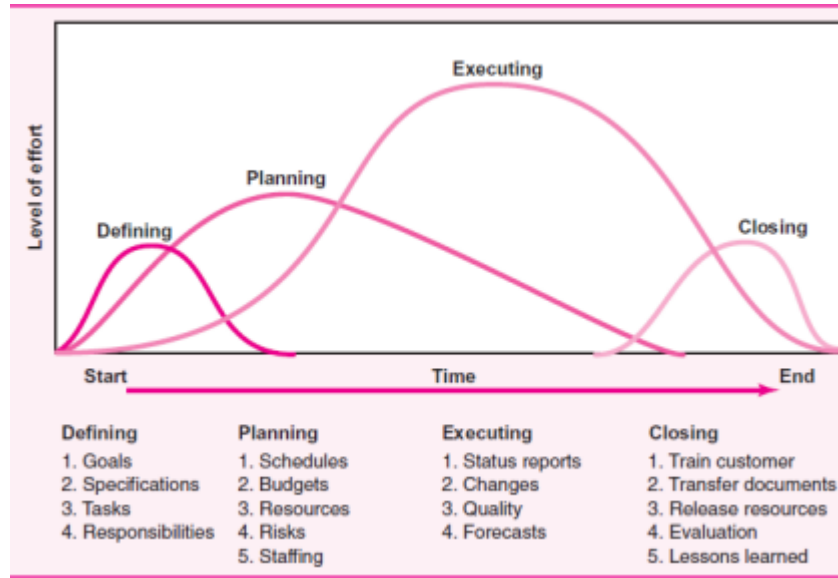 Executing
Planning
Defining
Closing
Level of effort
Start
Time
End
Defining
1. Goals
2. Specifications
3. Tasks
4. Responsibilities
Planning
1. Schedules
2. Budgets
3. Resources
4. Risks
5. Staffing
Executing
1. Status reports
2. Changes
3. Quality
4. Forecasts
Closing
1. Train customer
2. Transfer documents
3. Release resources
4. Evaluation
5. Lessons learned